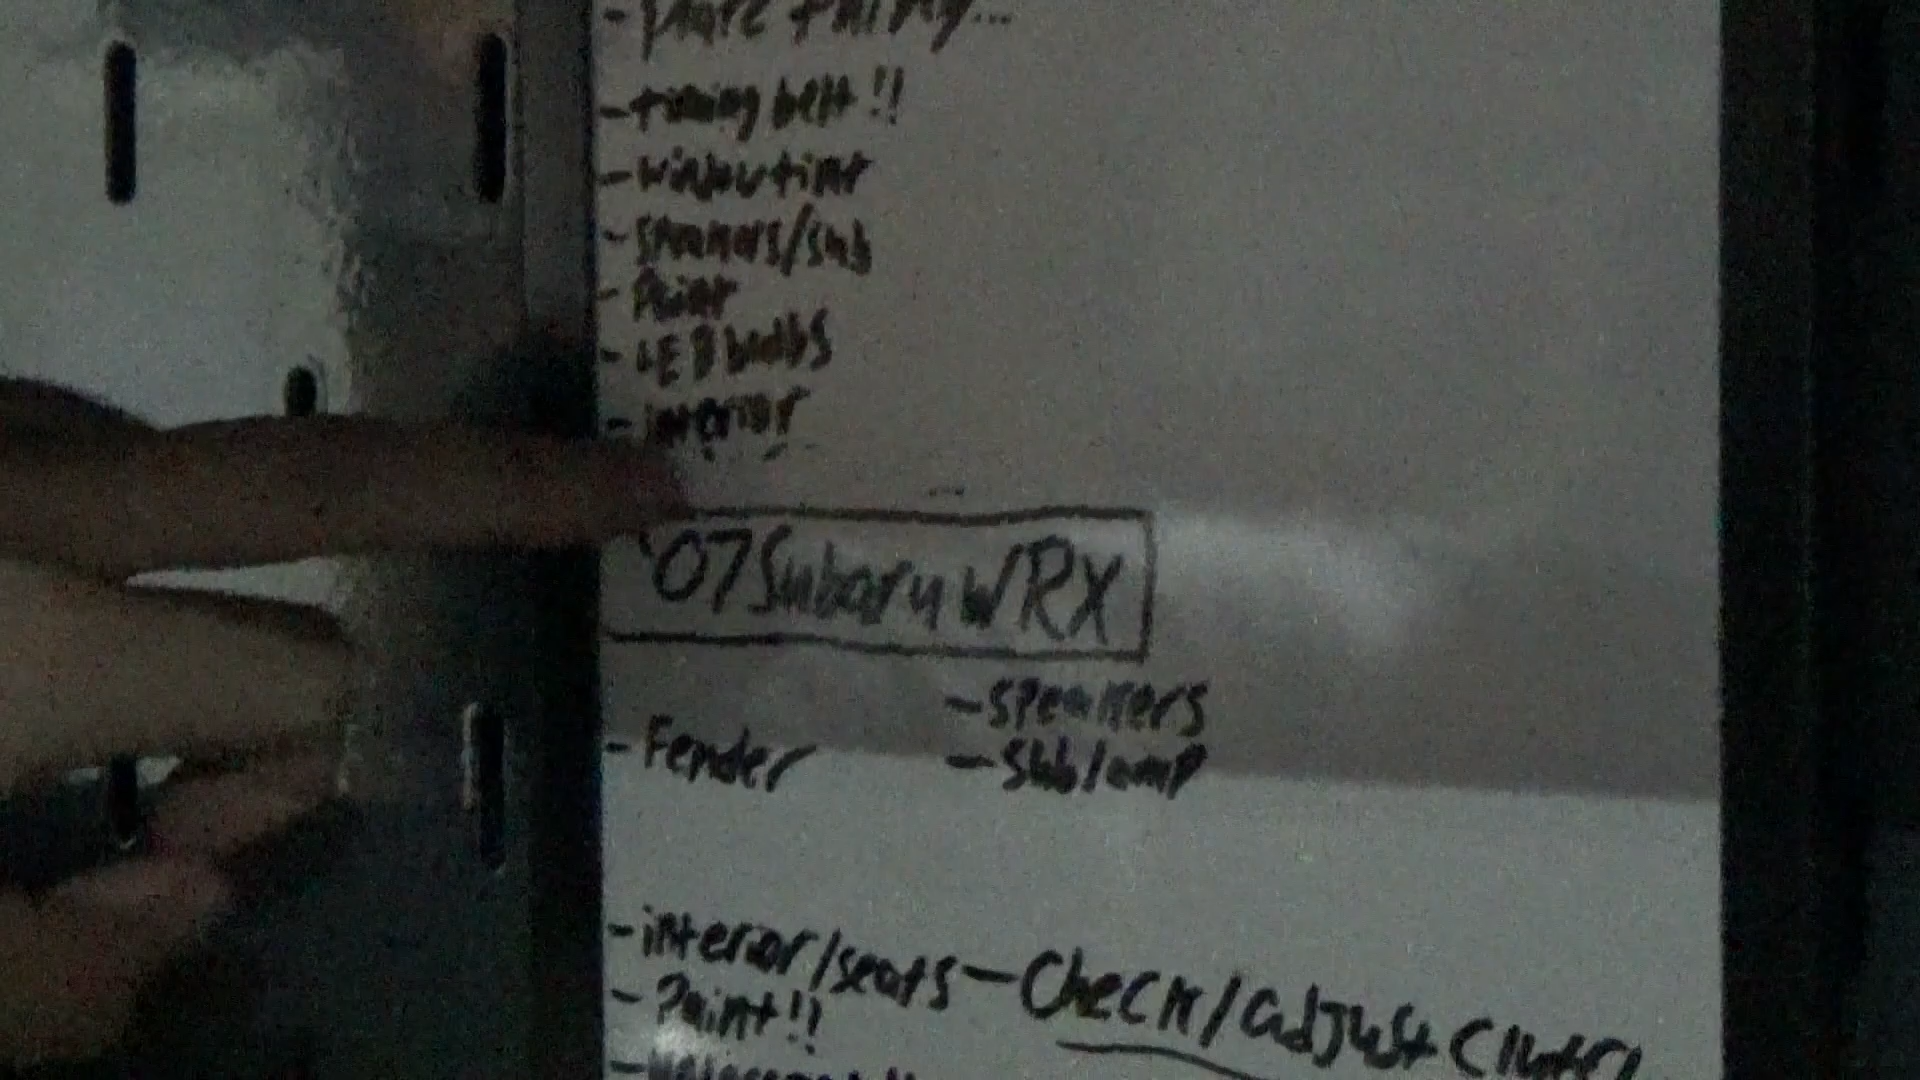 - timing belt!!
- window tint
- speakers/sub
- Paint
- LED bulbs
- interior
'07 Subaru WRX
- speakers
- Fender - sub/amp
- interior/seats - Check/adjust clutch
- Paint!!